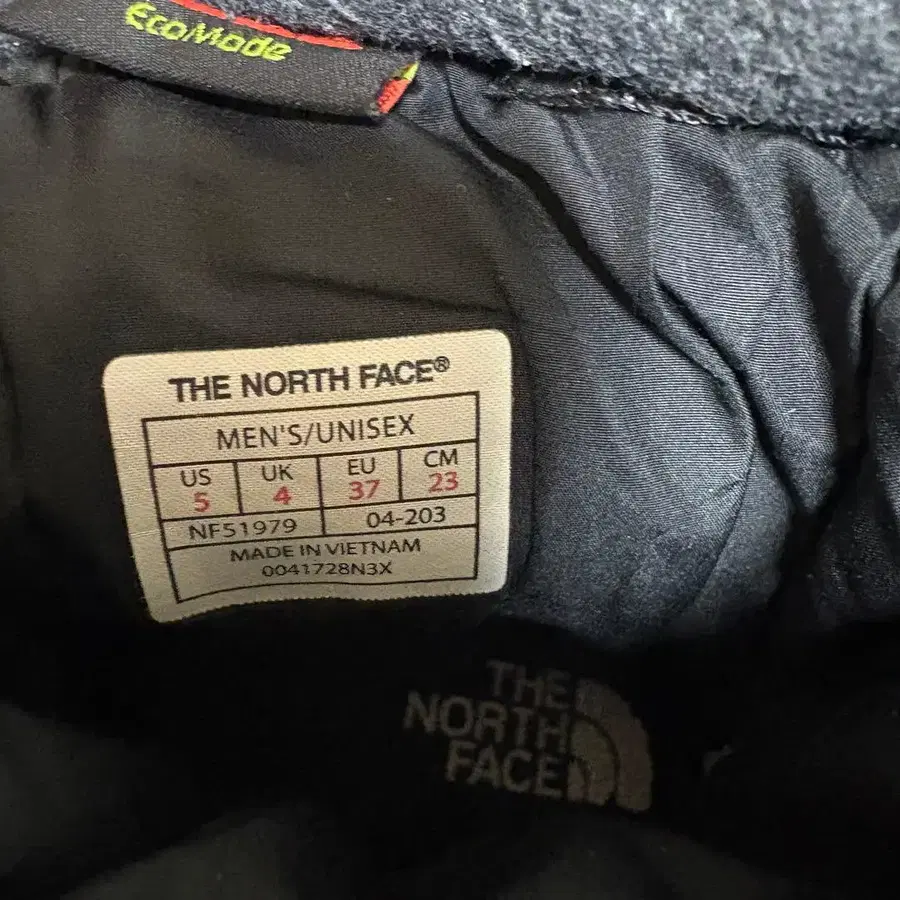 EcoMade
THE NORTH FACE®
MEN'S/UNISEX
US UK EU CM
5 4 37 23
NF51979 04-203
MADE IN VIETNAM
0041728N3X
THE
NORTH
FACE